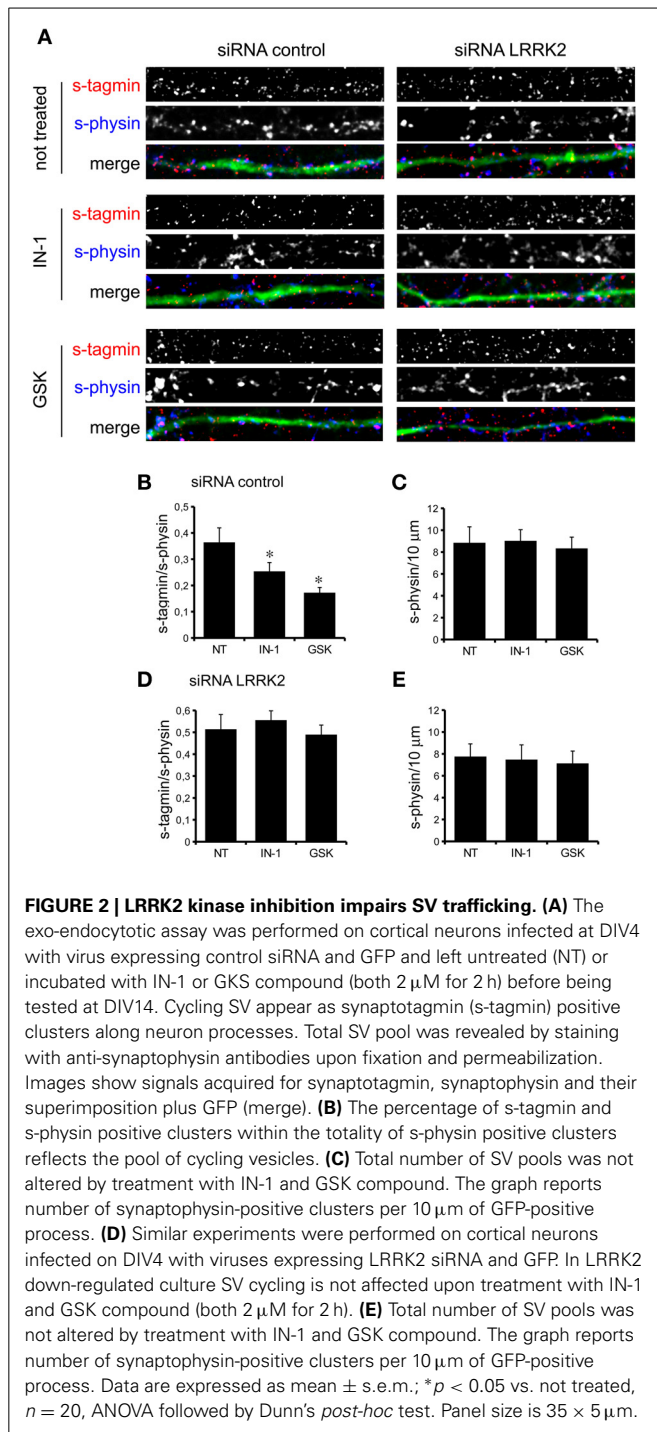 A
siRNA control
siRNA LRRK2
not treated
s-tagmin
s-physin
merge
IN-1
s-tagmin
s-physin
merge
GSK
s-tagmin
s-physin
merge
B siRNA control
s-tagmin/s-physin
0,5
0,4
0,3
0,2
0,1
0
* *
NT IN-1 GSK
C
s-physin/10 μm
12
10
8
6
4
2
0
NT IN-1 GSK
D siRNA LRRK2
s-tagmin/s-physin
0,6
0,5
0,4
0,3
0,2
0,1
0
NT IN-1 GSK
E
s-physin/10 μm
12
10
8
6
4
2
0
NT IN-1 GSK
FIGURE 2 | LRRK2 kinase inhibition impairs SV trafficking. (A) The
exo-endocytotic assay was performed on cortical neurons infected at DIV4
with virus expressing control siRNA and GFP and left untreated (NT) or
incubated with IN-1 or GKS compound (both 2 μM for 2 h) before being
tested at DIV14. Cycling SV appear as synaptotagmin (s-tagmin) positive
clusters along neuron processes. Total SV pool was revealed by staining
with anti-synaptophysin antibodies upon fixation and permeabilization.
Images show signals acquired for synaptotagmin, synaptophysin and their
superimposition plus GFP (merge). (B) The percentage of s-tagmin and
s-physin positive clusters within the totality of s-physin positive clusters
reflects the pool of cycling vesicles. (C) Total number of SV pools was not
altered by treatment with IN-1 and GSK compound. The graph reports
number of synaptophysin-positive clusters per 10 μm of GFP-positive
process. (D) Similar experiments were performed on cortical neurons
infected on DIV4 with viruses expressing LRRK2 siRNA and GFP. In LRRK2
down-regulated culture SV cycling is not affected upon treatment with IN-1
and GSK compound (both 2 μM for 2 h). (E) Total number of SV pools was
not altered by treatment with IN-1 and GSK compound. The graph reports
number of synaptophysin-positive clusters per 10 μm of GFP-positive
process. Data are expressed as mean ± s.e.m.; *p < 0.05 vs. not treated,
n = 20, ANOVA followed by Dunn's post-hoc test. Panel size is 35 × 5 μm.